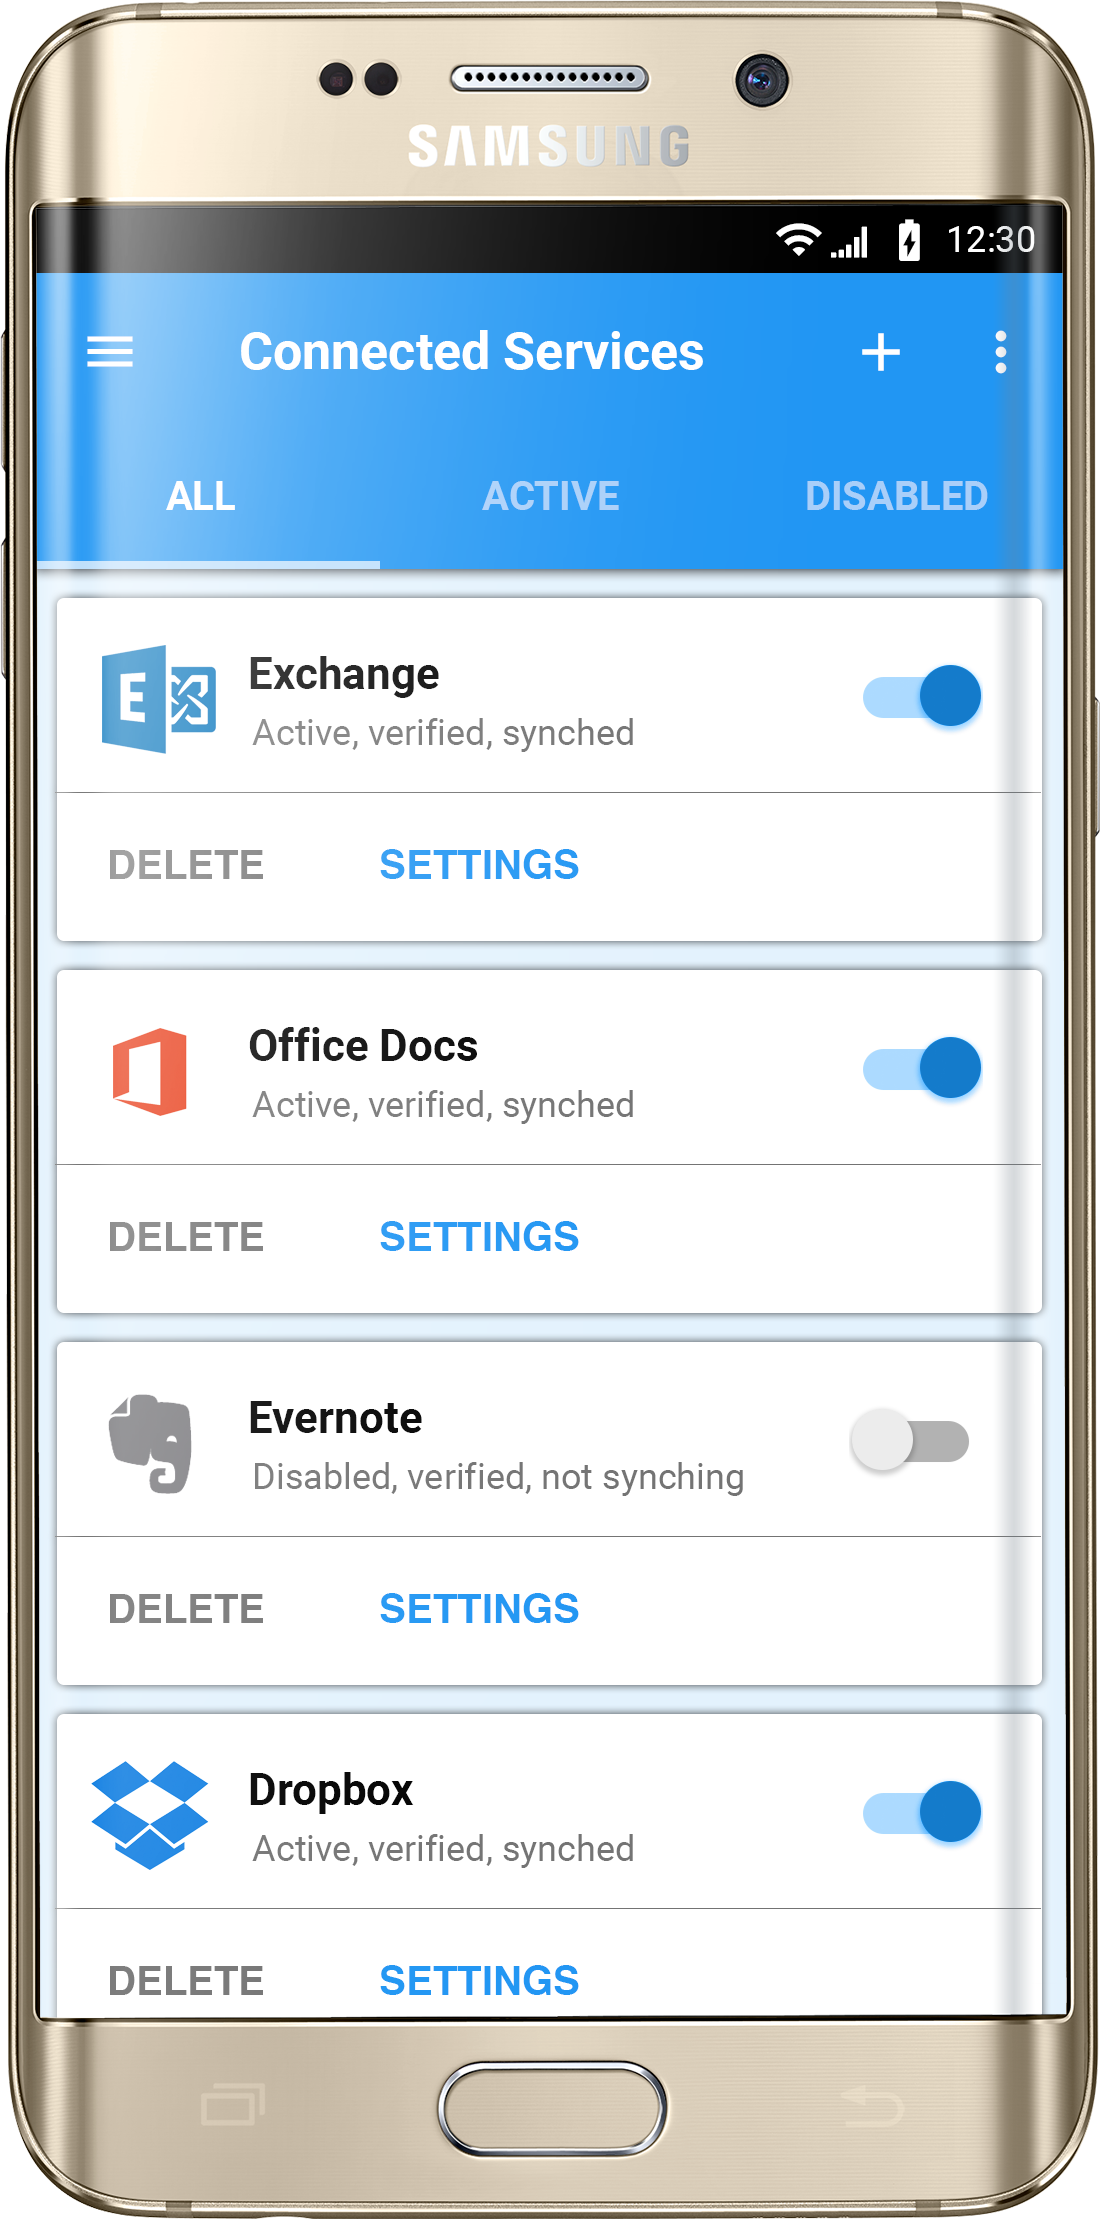 SAMSUNG
12:30
Connected Services
ALL ACTIVE DISABLED
Exchange
Active, verified, synched
DELETE SETTINGS
Office Docs
Active, verified, synched
DELETE SETTINGS
Evernote
Disabled, verified, not synching
DELETE SETTINGS
Dropbox
Active, verified, synched
DELETE SETTINGS